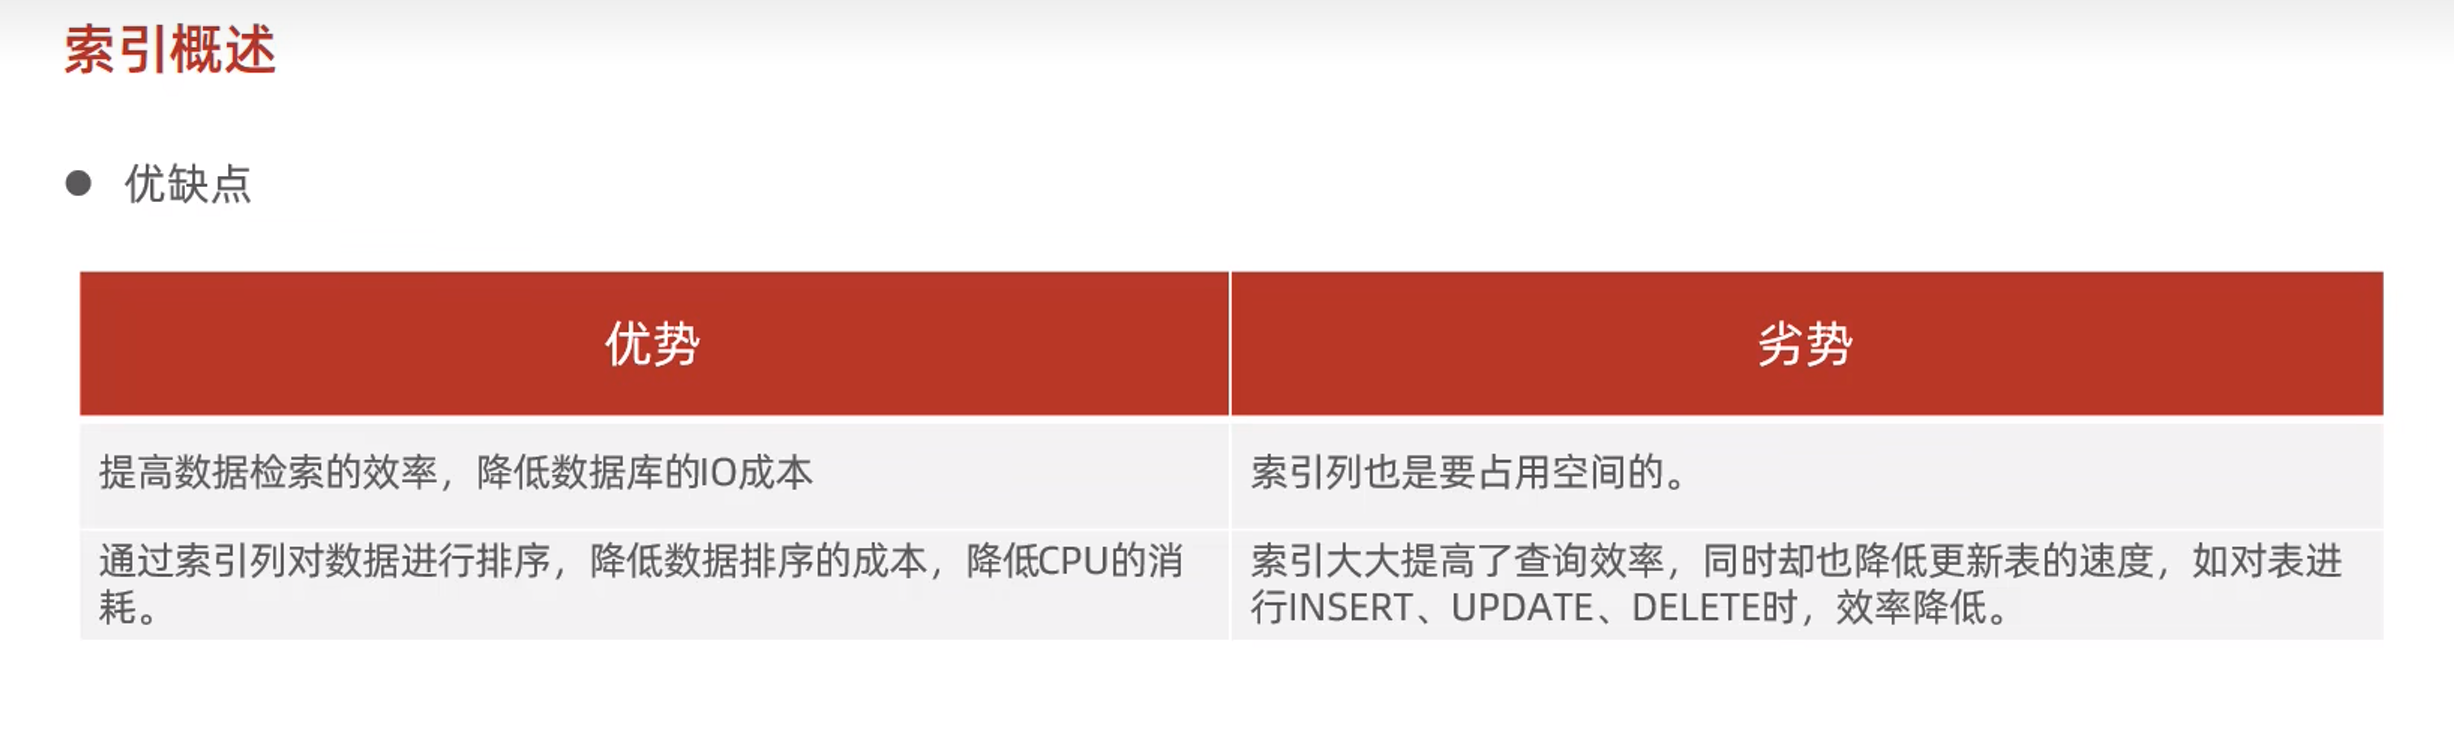 索引概述
优缺点
优势
劣势
提高数据检索的效率，降低数据库的IO成本
索引列也是要占用空间的。
通过索引列对数据进行排序，降低数据排序的成本，降低CPU的消
耗。
索引大大提高了查询效率，同时却也降低更新表的速度，如对表进
行INSERT、UPDATE、DELETE时，效率降低。